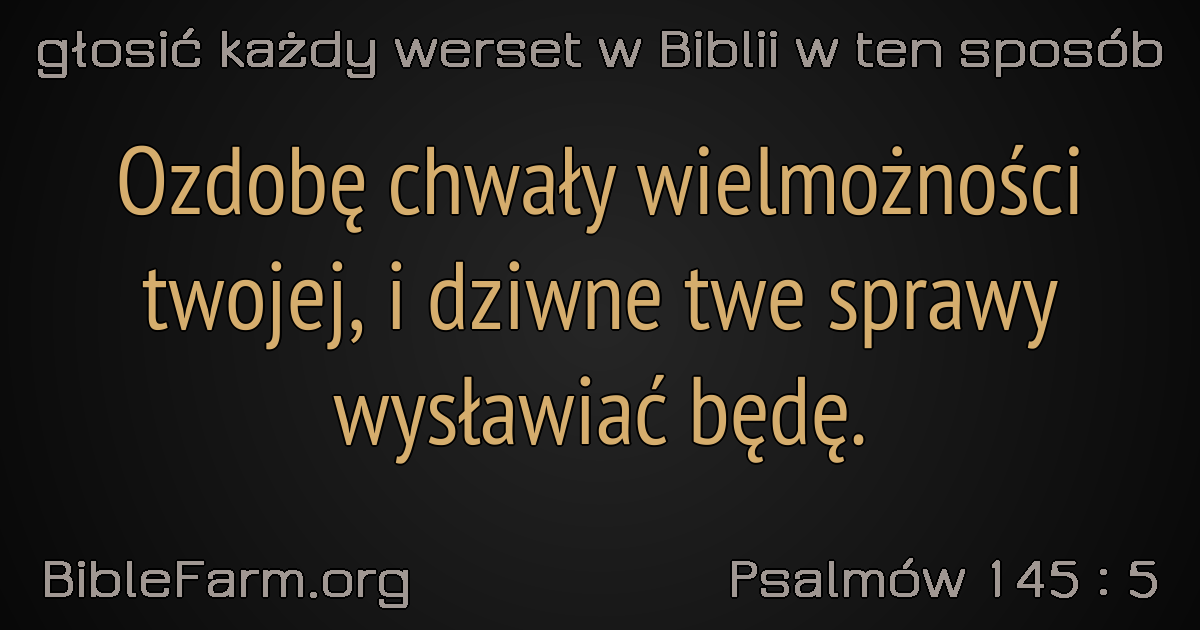 głosić każdy werset w Biblii w ten sposób
Ozdobę chwały wielmożności
twojej, i dziwne twe sprawy
wysławiać będę.
BibleFarm.org
Psalmów 145 : 5